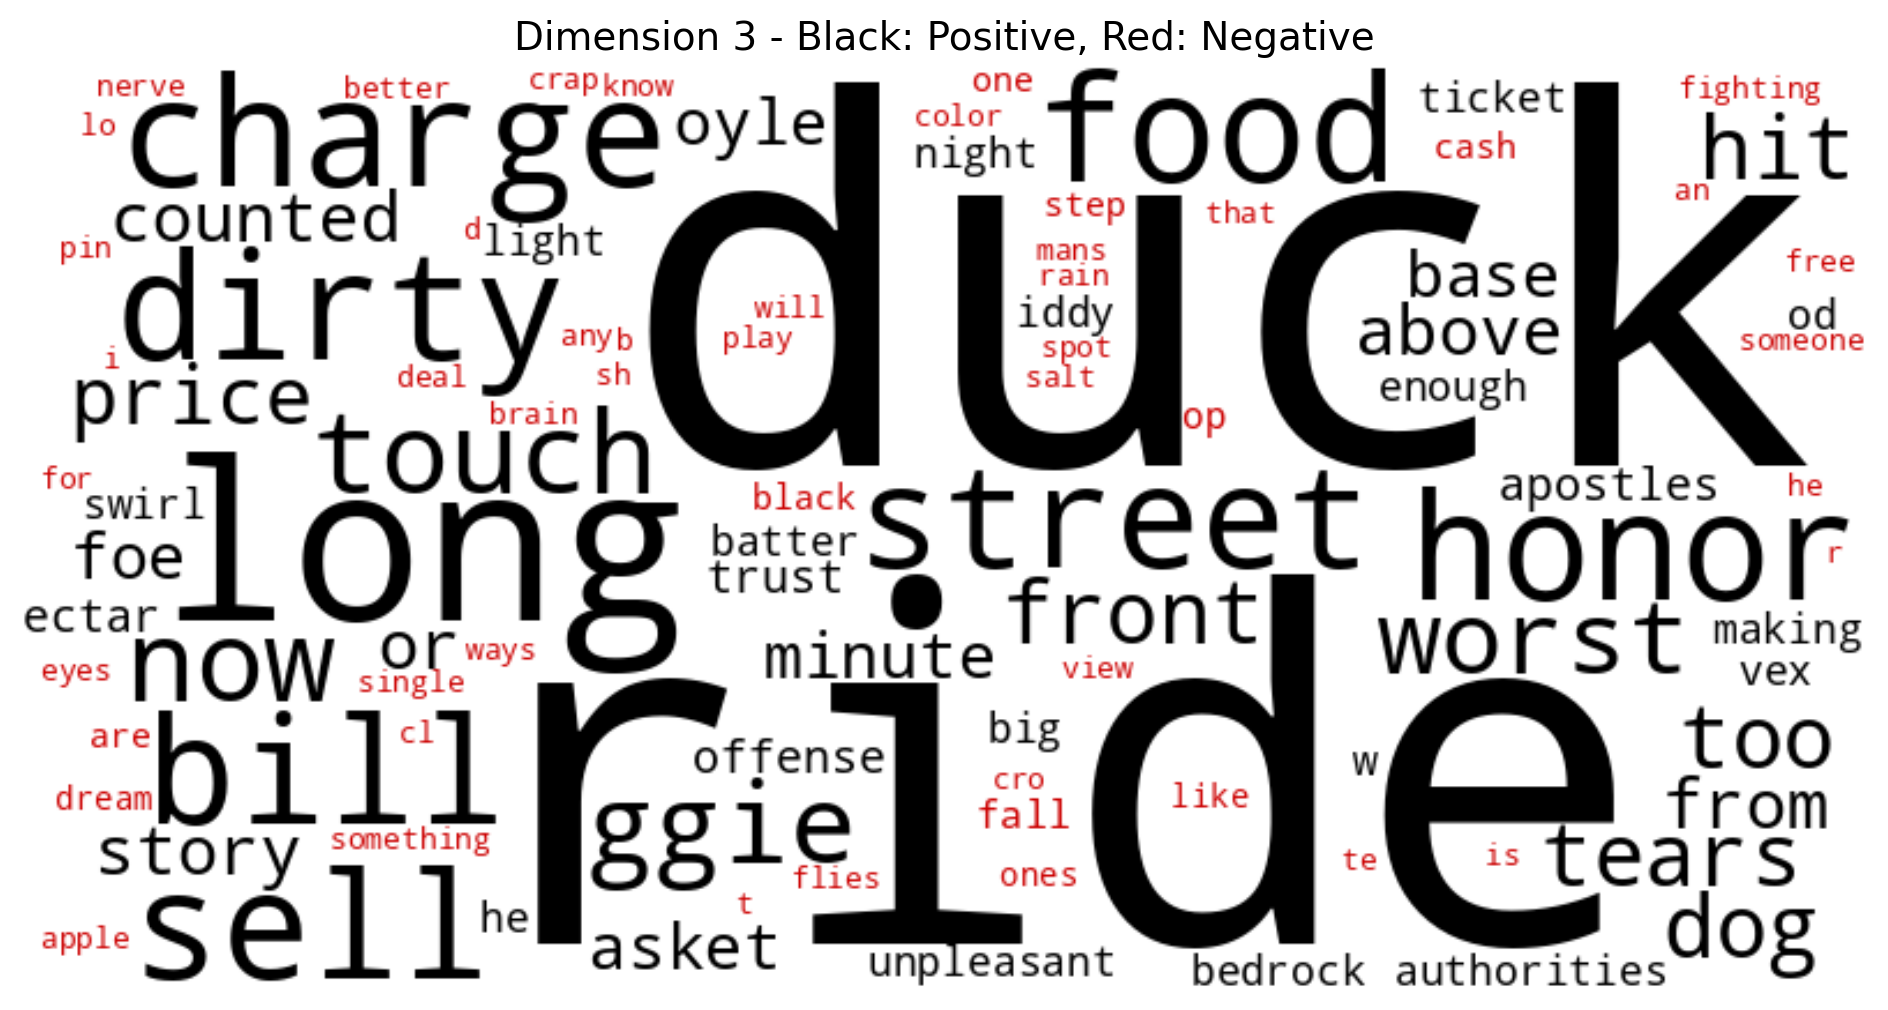 Dimension 3 - Black: Positive, Red: Negative
nerve better crap know one ticket fighting
lo charge oyle color food cash hit
night
counted step that an
pin d light mans free
dirty rain base
will iddy od
any b play above someone
i spot
deal sh salt enough
price brain duck op
touch
for apostles he
swirl black street
long batter honor r
foe trust
ectar front making
now or ways minute worst
eyes single view vex
are cl big too
bill offense w
dream cro like from
story something ggie fall
flies ones te is tears
sell he t ride
apple asket dog
unpleasant bedrock authorities